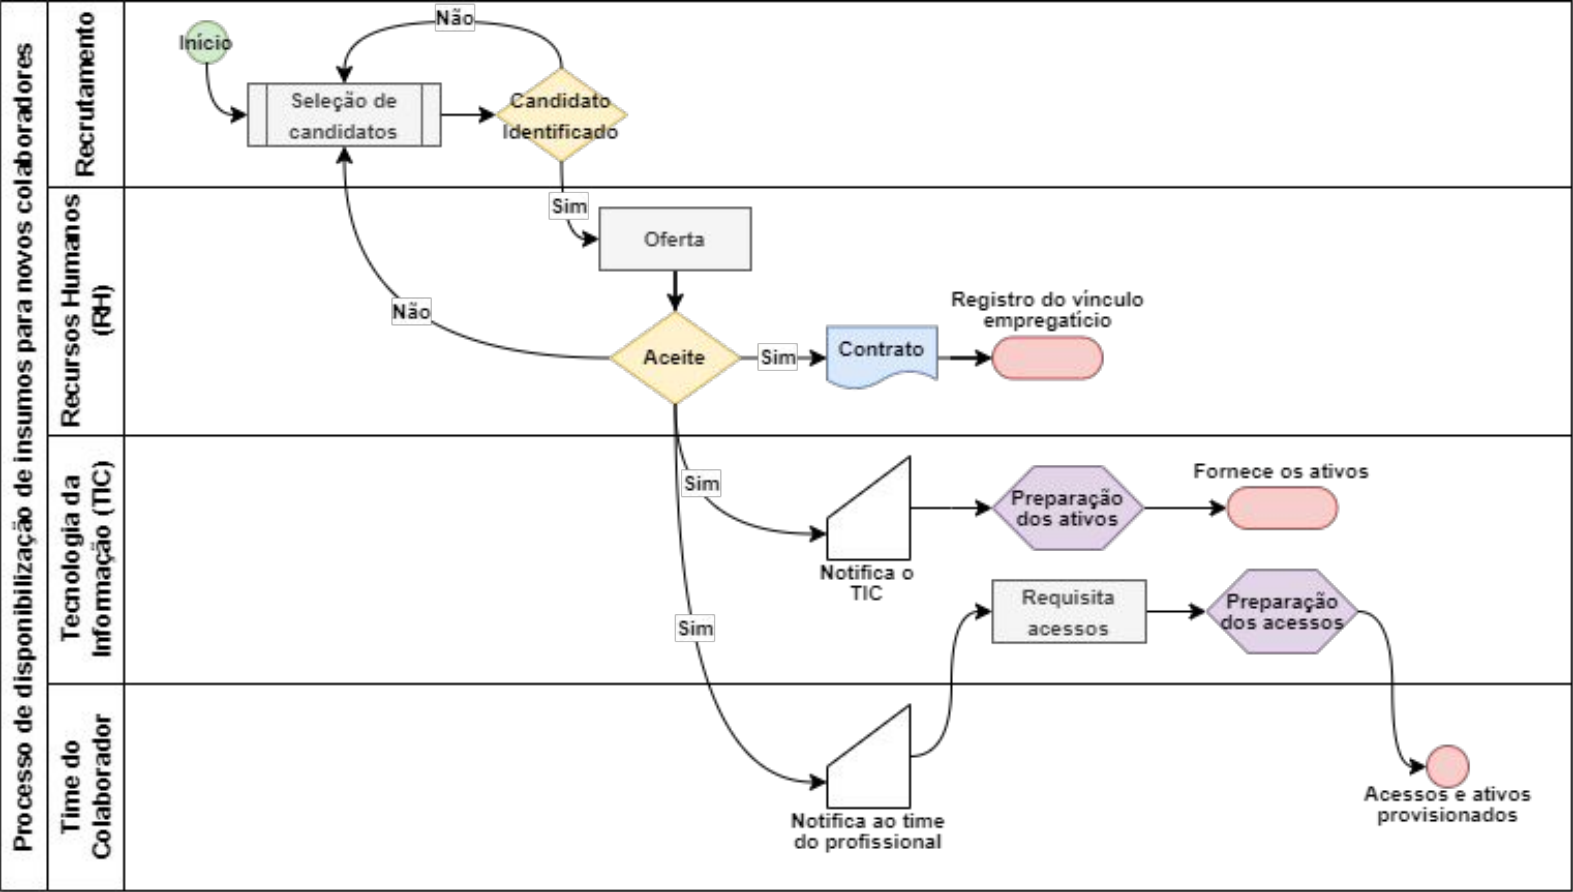 Processo de disponibilização de insumos para novos colaboradores
Recrutamento
Início
Não
Seleção de
candidatos
Candidato
Identificado
Recursos Humanos
(RH)
Sim
Oferta
Não
Aceite
Sim
Contrato
Registro do vínculo
empregatício
Tecnologia da
Informação (TIC)
Sim
Notifica o
TIC
Preparação
dos ativos
Fornece os ativos
Sim
Requisita
acessos
Preparação
dos acessos
Time do
Colaborador
Notifica ao time
do profissional
Acessos e ativos
provisionados